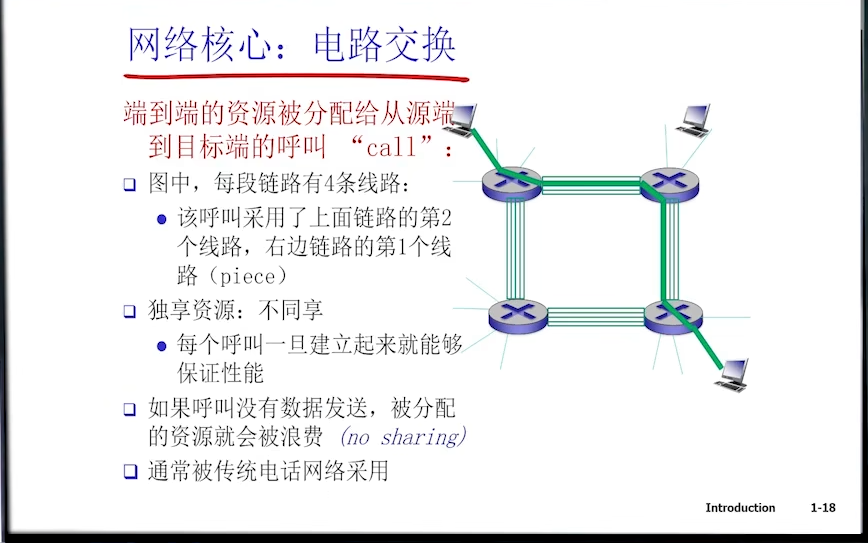 网络核心：电路交换
端到端的资源被分配给从源端
到目标端的呼叫 “call”：
图中，每段链路有4条线路：
该呼叫采用了上面链路的第2
个线路，右边链路的第1个线
路（piece）
独享资源：不同享
每个呼叫一旦建立起来就能够
保证性能
如果呼叫没有数据发送，被分配
的资源就会被浪费 (no sharing)
通常被传统电话网络采用
Introduction 1-18